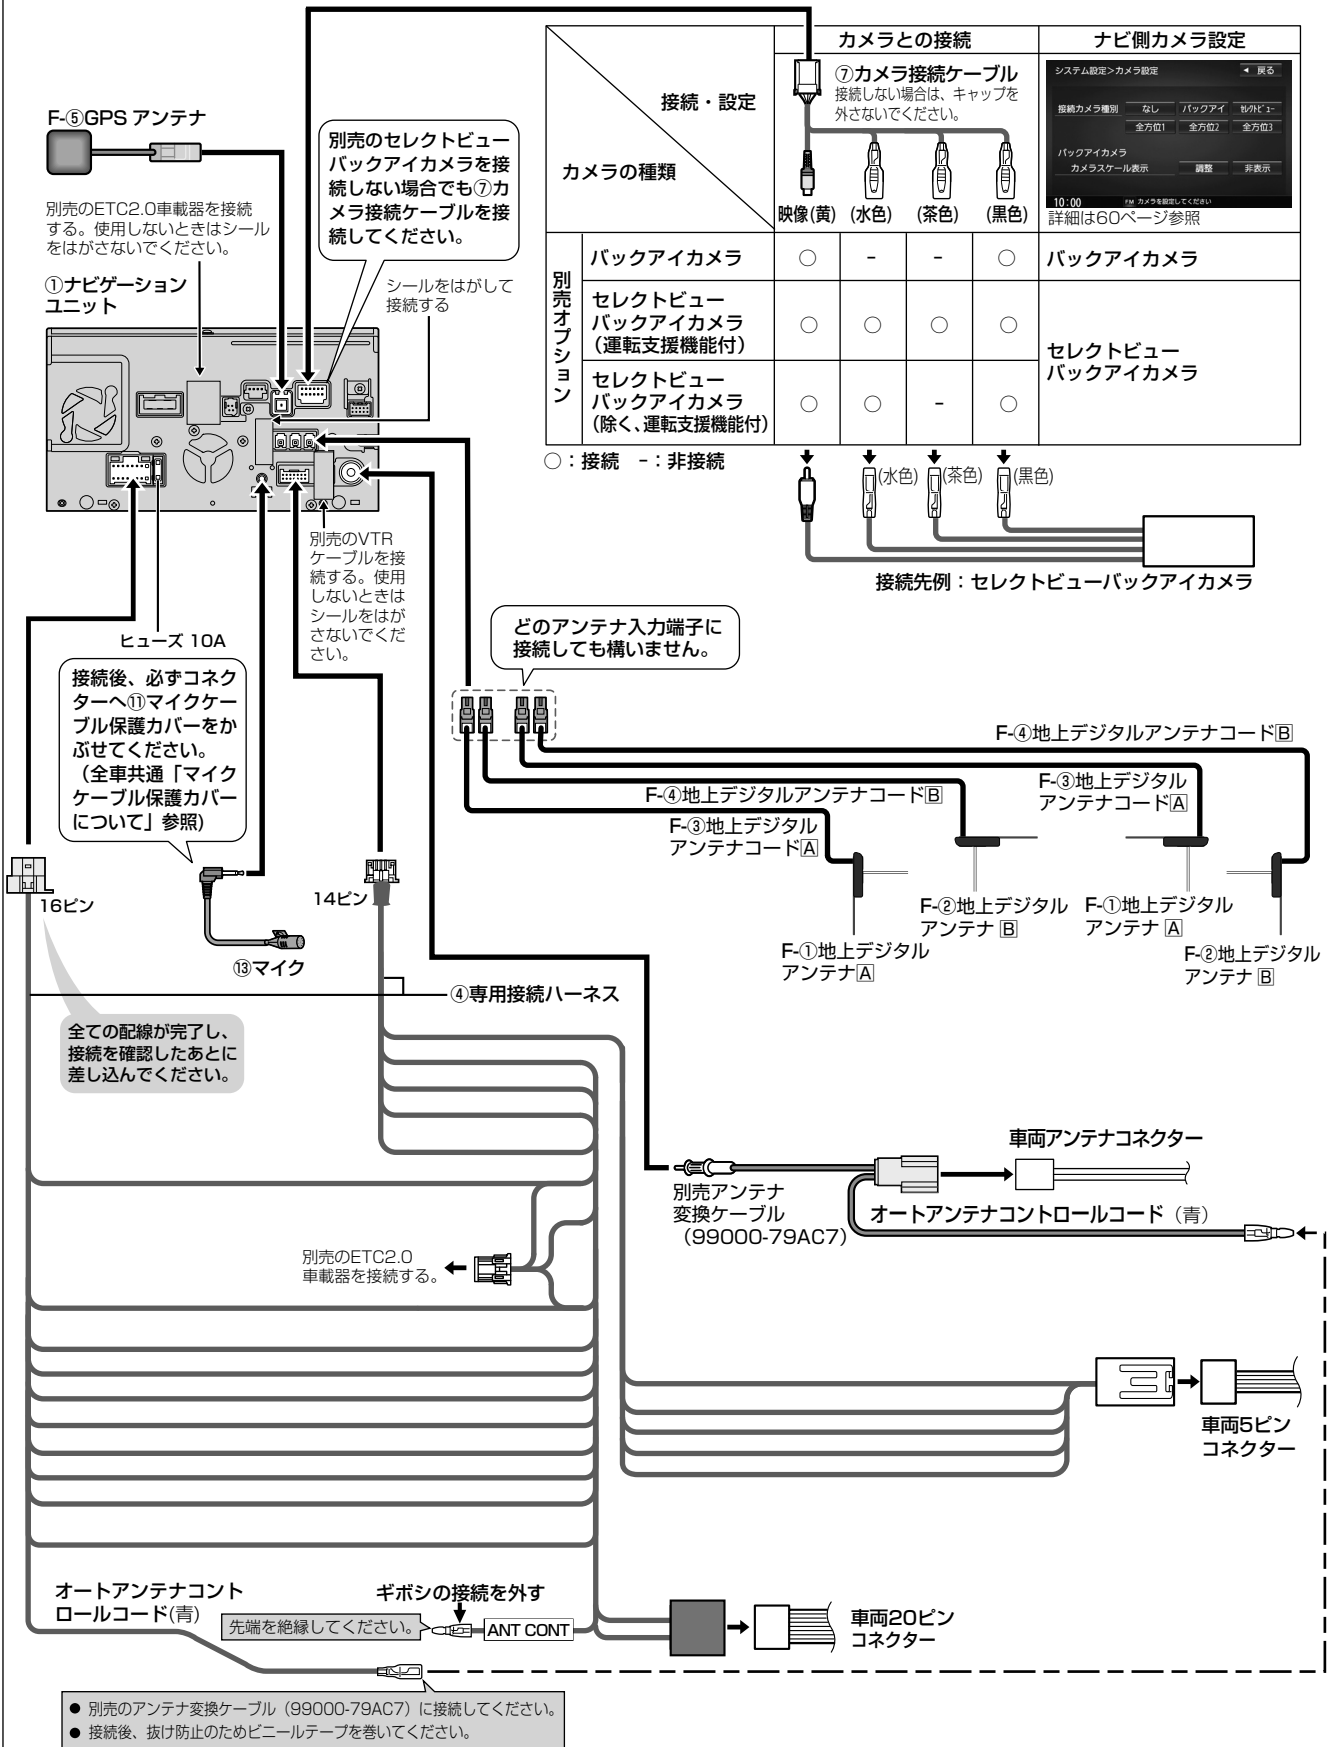 カメラとの接続
ナビ側カメラ設定
接続・設定
カメラの種類
⑦カメラ接続ケーブル
接続しない場合は、キャップを
外さないでください。
映像(黄)
(水色)
(茶色)
(黒色)
システム設定>カメラ設定
◀ 戻る
接続カメラ種別
なし
バックアイ
ｾﾚｸﾄﾋﾞｭｰ
全方位1
全方位2
全方位3
バックアイカメラ
カメラスケール表示
調整
非表示
10:00
FM カメラを設定してください
詳細は60ページ参照
別売オプション
バックアイカメラ
○
-
-
○
バックアイカメラ
セレクトビュー
バックアイカメラ
（運転支援機能付）
○
○
○
○
セレクトビュー
バックアイカメラ
セレクトビュー
バックアイカメラ
（除く、運転支援機能付）
○
○
-
○
○：接続 -：非接続
(水色)
(茶色)
(黒色)
接続先例：セレクトビューバックアイカメラ
F-⑤GPS アンテナ
別売のETC2.0車載器を接続
する。使用しないときはシール
をはがさないでください。
①ナビゲーション
ユニット
別売のセレクトビュー
バックアイカメラを接
続しない場合でも⑦カ
メラ接続ケーブルを接
続してください。
シールをはがして
接続する
別売のVTR
ケーブルを接
続する。使用
しないときは
シールをはが
さないでくだ
さい。
ヒューズ 10A
接続後、必ずコネク
ターへ⑪マイクケー
ブル保護カバーをか
ぶせてください。
（全車共通「マイク
ケーブル保護カバー
について」参照)
どのアンテナ入力端子に
接続しても構いません。
F-④地上デジタルアンテナコードB
F-③地上デジタル
アンテナコードA
F-④地上デジタルアンテナコードB
F-③地上デジタル
アンテナコードA
F-②地上デジタル
アンテナ B
F-①地上デジタル
アンテナ A
F-①地上デジタル
アンテナA
F-②地上デジタル
アンテナ B
16ピン
14ピン
⑬マイク
④専用接続ハーネス
全ての配線が完了し、
接続を確認したあとに
差し込んでください。
車両アンテナコネクター
別売アンテナ
変換ケーブル
（99000-79AC7）
オートアンテナコントロールコード（青）
別売のETC2.0
車載器を接続する。
車両5ピン
コネクター
オートアンテナコント
ロールコード(青)
ギボシの接続を外す
先端を絶縁してください。
ANT CONT
車両20ピン
コネクター
● 別売のアンテナ変換ケーブル（99000-79AC7）に接続してください。
● 接続後、抜け防止のためビニールテープを巻いてください。